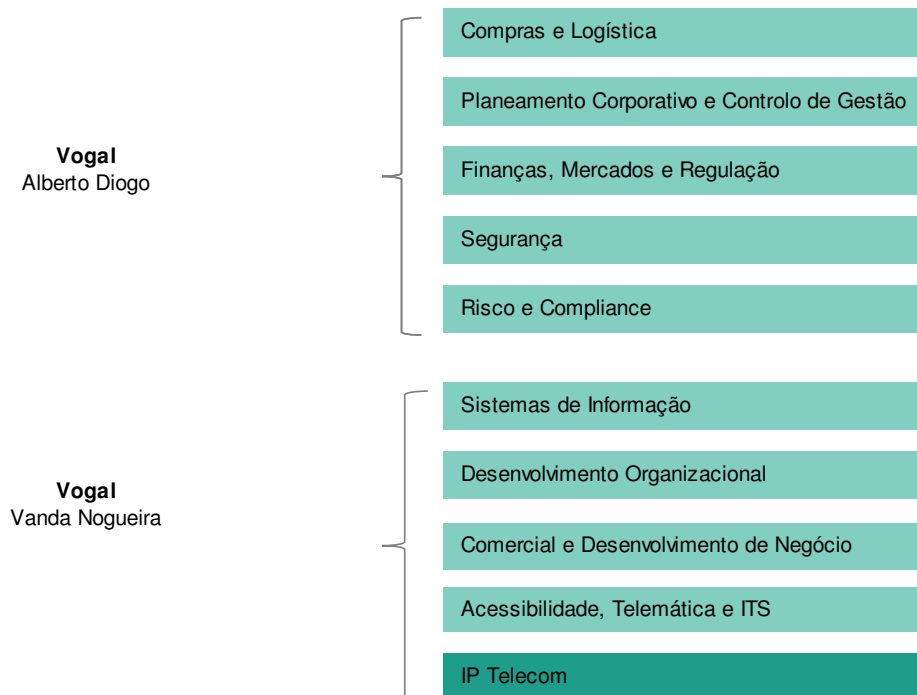 Vogal
Alberto Diogo
Compras e Logística
Planeamento Corporativo e Controlo de Gestão
Finanças, Mercados e Regulação
Segurança
Risco e Compliance
Vogal
Vanda Nogueira
Sistemas de Informação
Desenvolvimento Organizacional
Comercial e Desenvolvimento de Negócio
Acessibilidade, Telemática e ITS
IP Telecom